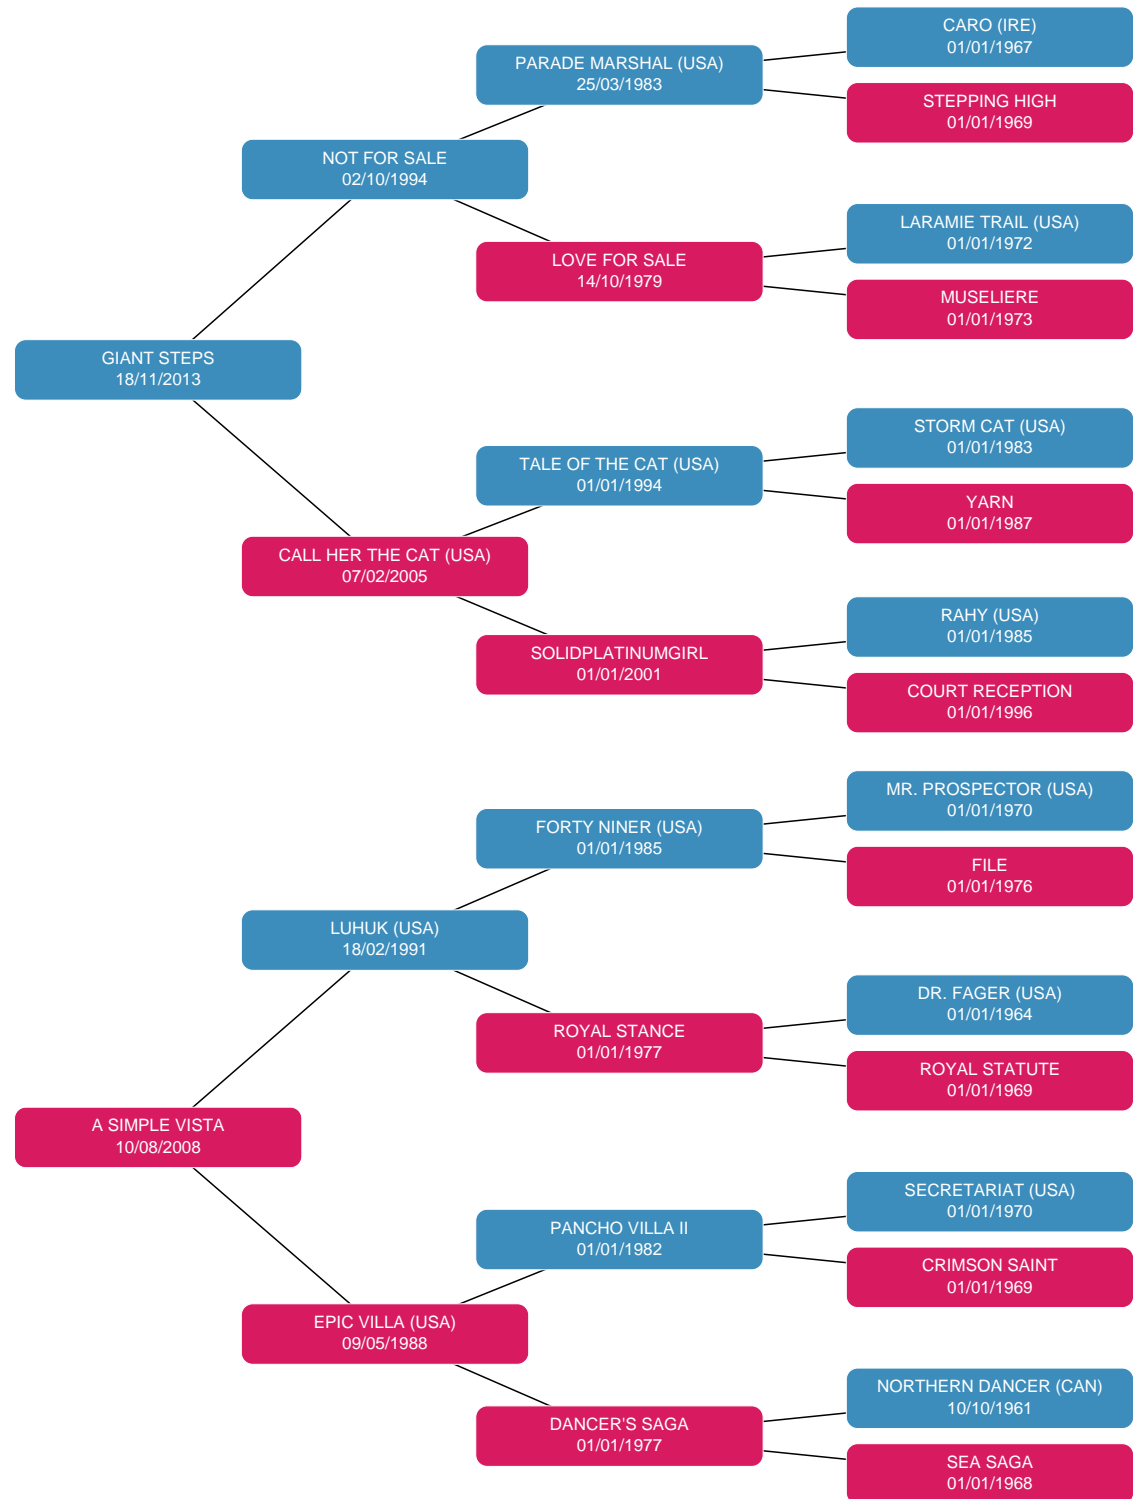 CARO (IRE)
01/01/1967
PARADE MARSHAL (USA)
25/03/1983
STEPPING HIGH
01/01/1969
NOT FOR SALE
02/10/1994
LARAMIE TRAIL (USA)
01/01/1972
LOVE FOR SALE
14/10/1979
MUSELIERE
01/01/1973
GIANT STEPS
18/11/2013
STORM CAT (USA)
01/01/1983
TALE OF THE CAT (USA)
01/01/1994
YARN
01/01/1987
CALL HER THE CAT (USA)
07/02/2005
RAHY (USA)
01/01/1985
SOLIDPLATINUMGIRL
01/01/2001
COURT RECEPTION
01/01/1996
MR. PROSPECTOR (USA)
01/01/1970
FORTY NINER (USA)
01/01/1985
FILE
01/01/1976
LUHUK (USA)
18/02/1991
DR. FAGER (USA)
01/01/1964
ROYAL STANCE
01/01/1977
ROYAL STATUTE
01/01/1969
A SIMPLE VISTA
10/08/2008
SECRETARIAT (USA)
01/01/1970
PANCHO VILLA II
01/01/1982
CRIMSON SAINT
01/01/1969
EPIC VILLA (USA)
09/05/1988
NORTHERN DANCER (CAN)
10/10/1961
DANCER'S SAGA
01/01/1977
SEA SAGA
01/01/1968